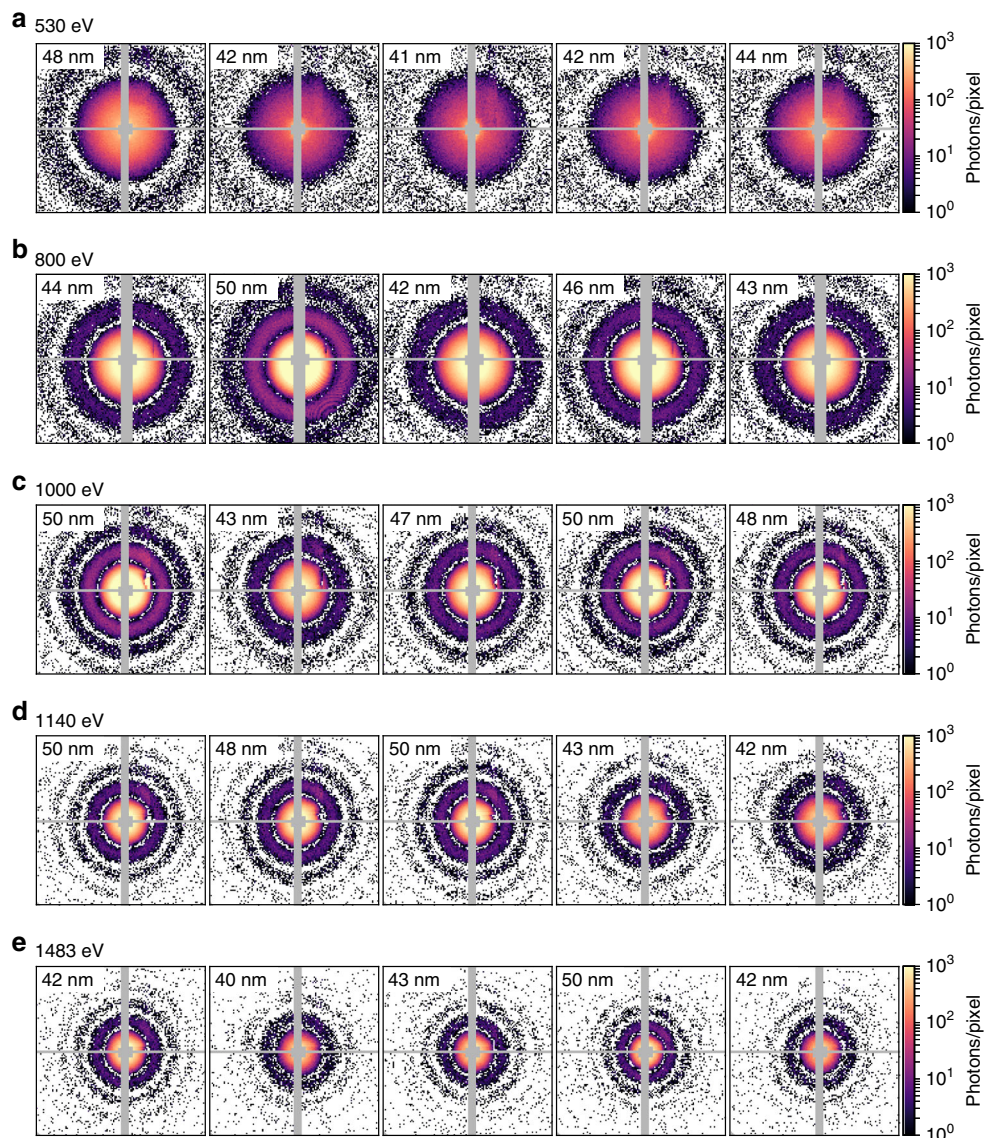 a 530 eV
48 nm 42 nm 41 nm 42 nm 44 nm
10³
10²
10¹
10⁰
Photons/pixel
b 800 eV
44 nm 50 nm 42 nm 46 nm 43 nm
10³
10²
10¹
10⁰
Photons/pixel
c 1000 eV
50 nm 43 nm 47 nm 50 nm 48 nm
10³
10²
10¹
10⁰
Photons/pixel
d 1140 eV
50 nm 48 nm 50 nm 43 nm 42 nm
10³
10²
10¹
10⁰
Photons/pixel
e 1483 eV
42 nm 40 nm 43 nm 50 nm 42 nm
10³
10²
10¹
10⁰
Photons/pixel